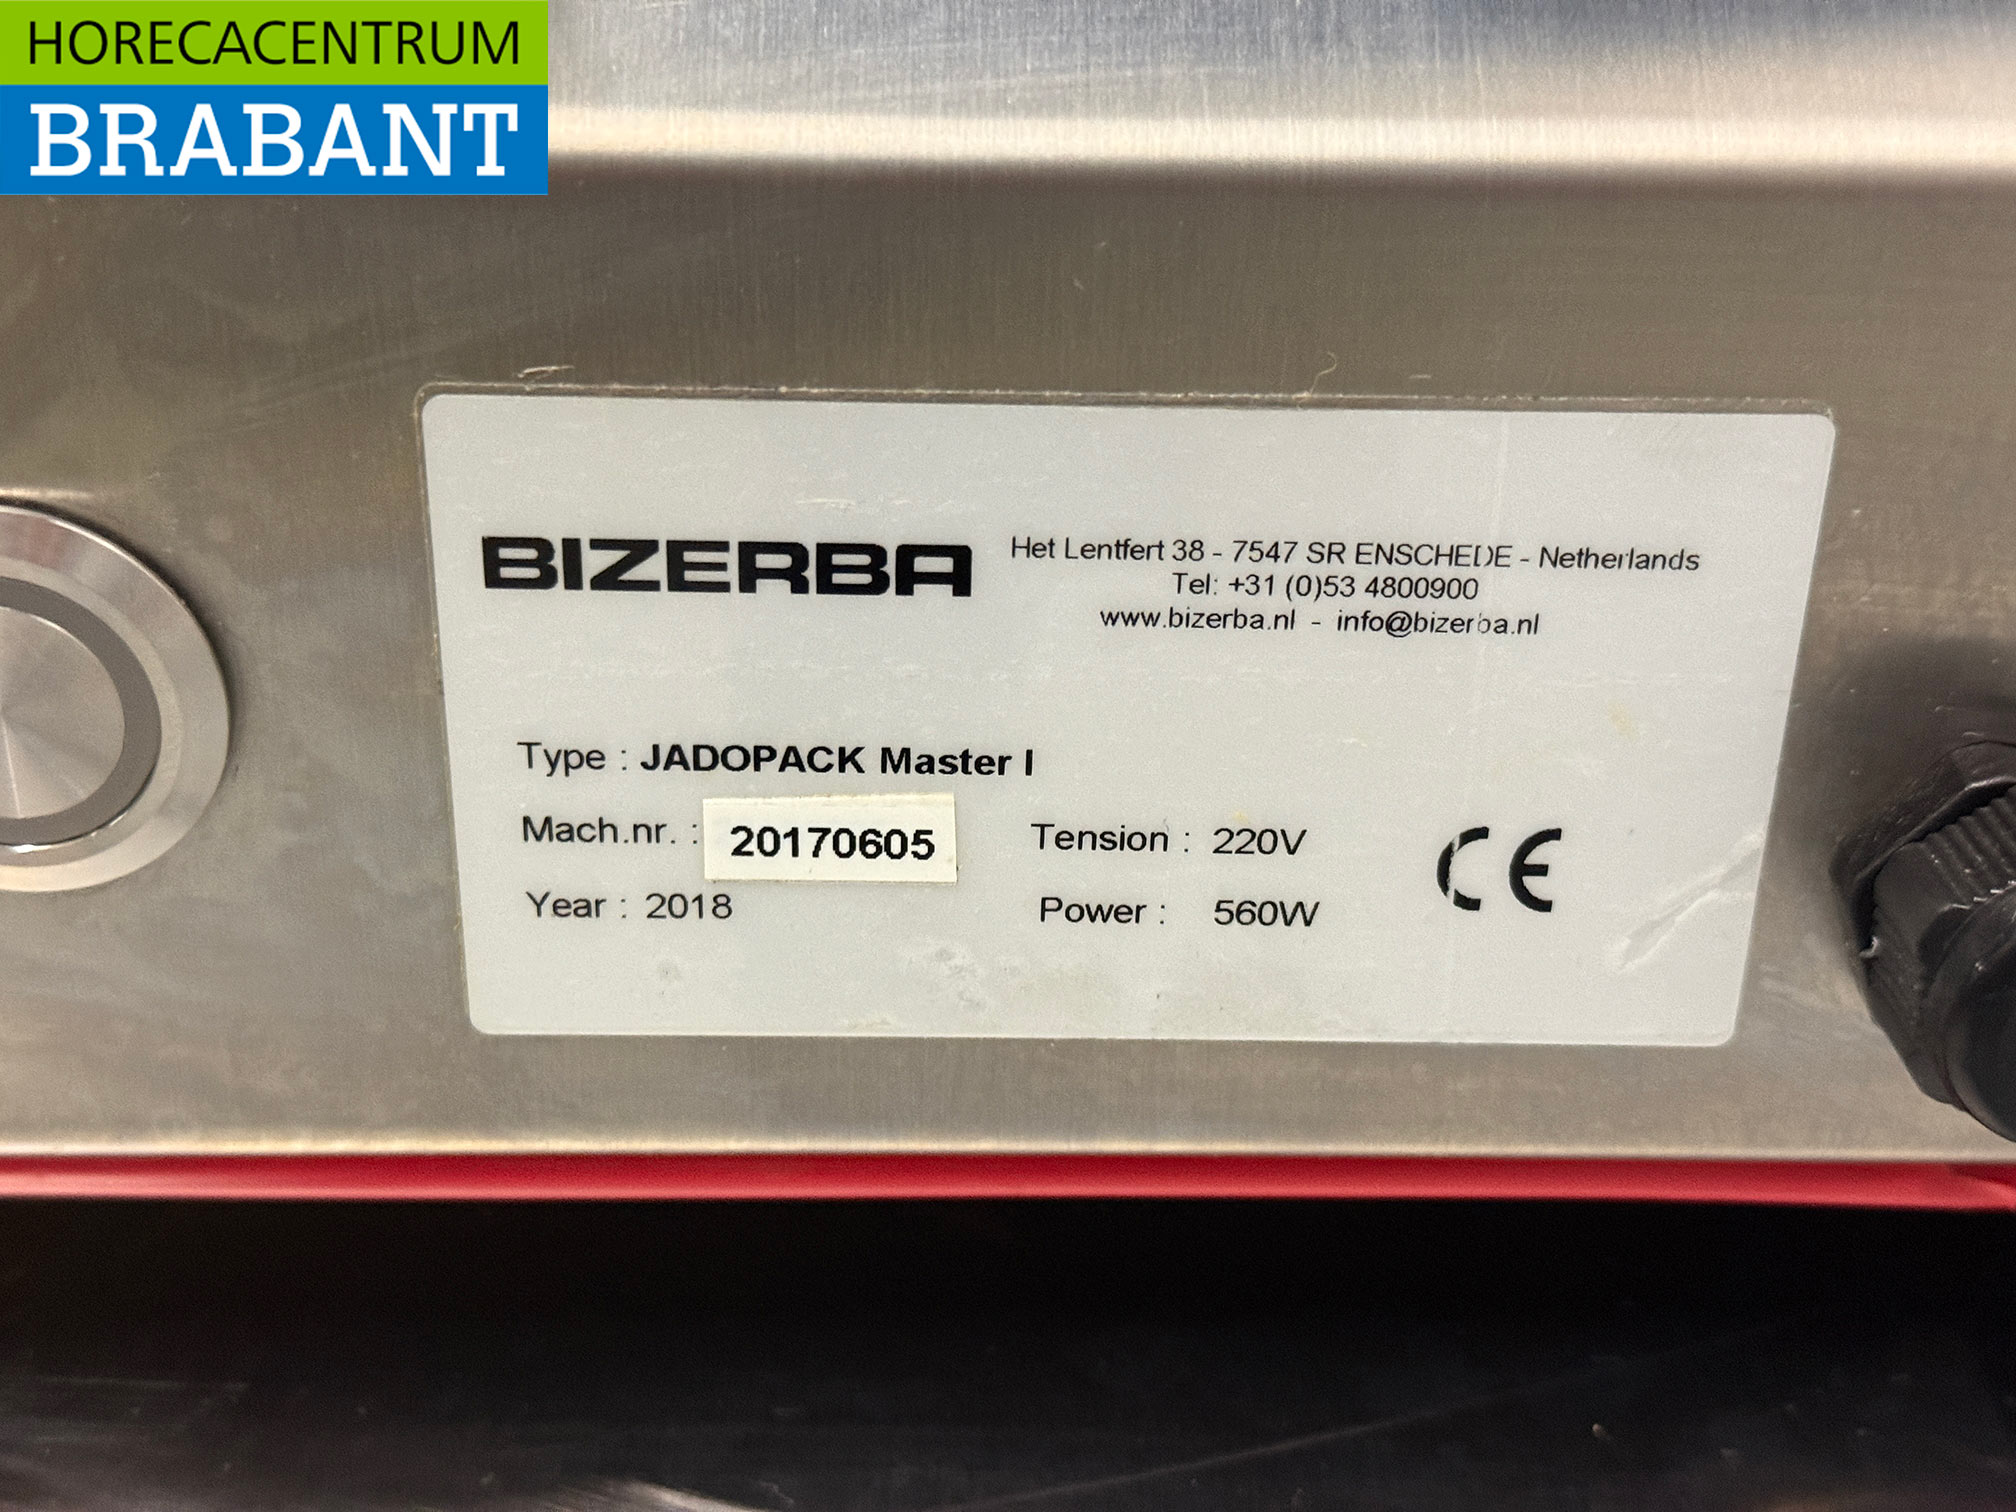 HORECACENTRUM
BRABANT
BIZERBA
Het Lentfert 38 - 7547 SR ENSCHEDE - Netherlands
Tel: +31 (0)53 4800900
www.bizerba.nl - info@bizerba.nl
Type : JADOPACK Master I
Mach.nr. : 20170605
Tension : 220V
Year : 2018
Power : 560W
CE